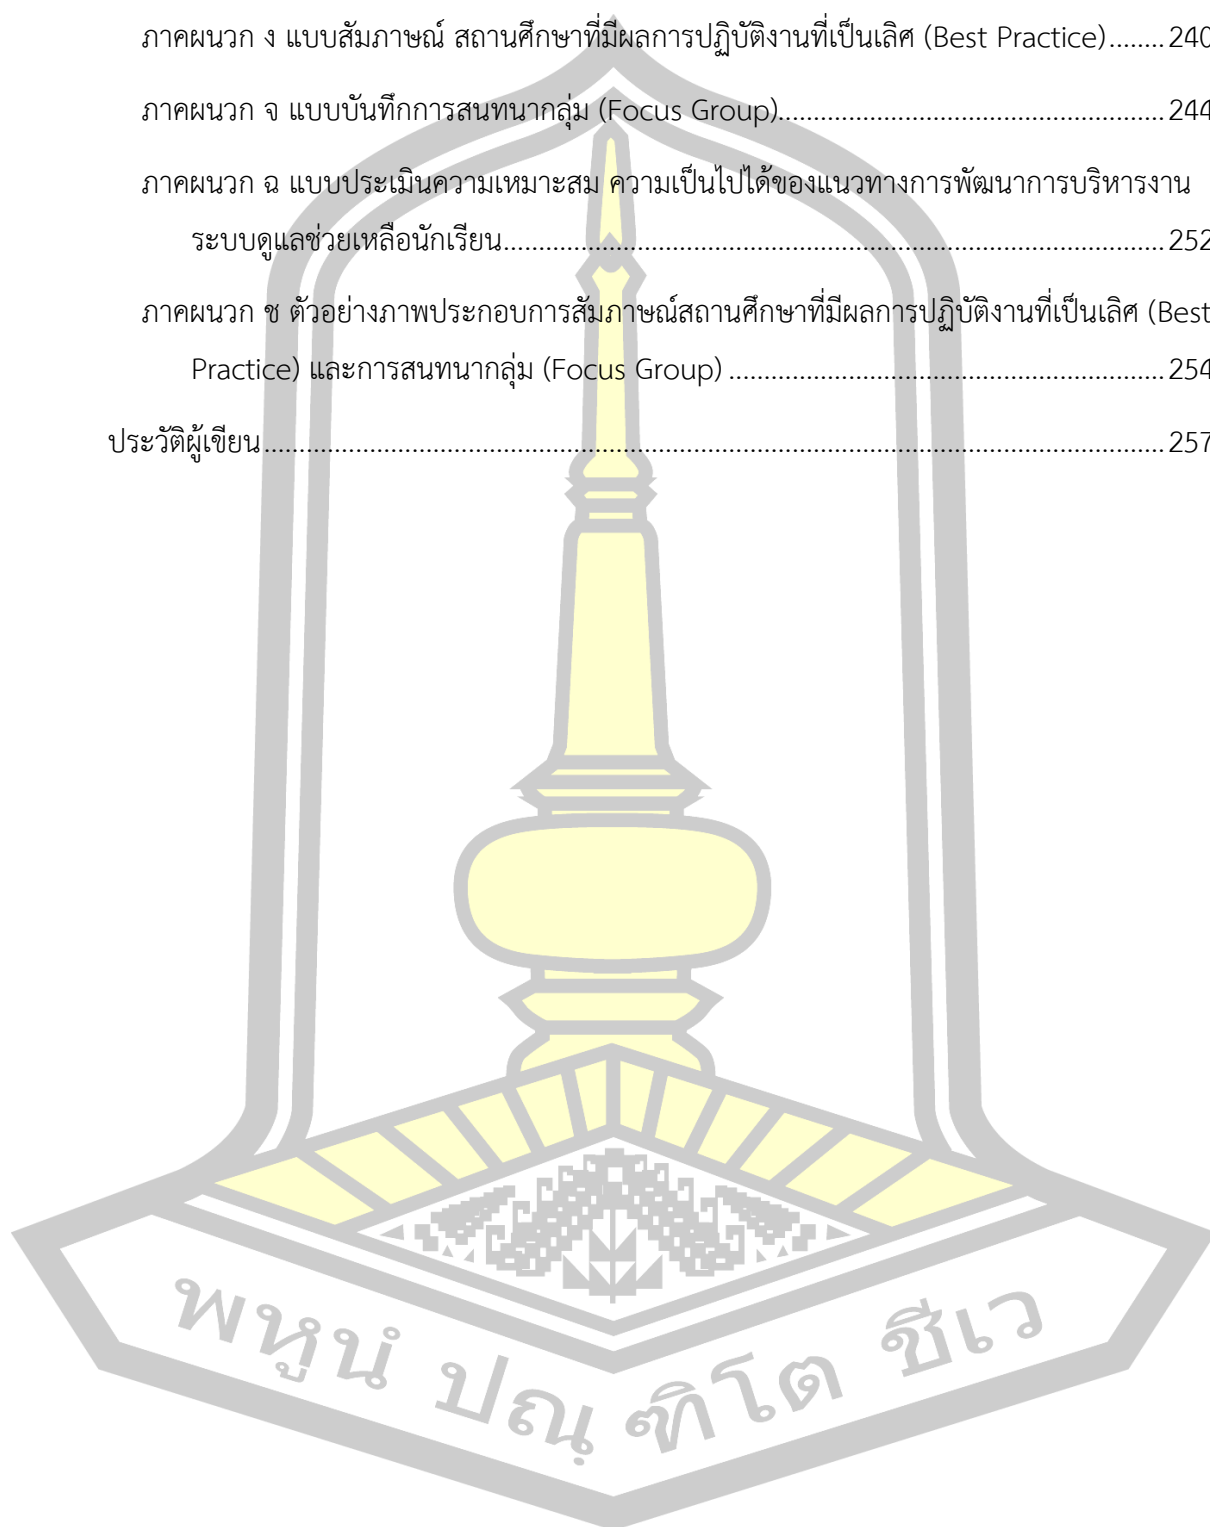 ภาคผนวก ง แบบสัมภาษณ์ สถานศึกษาที่มีผลการปฏิบัติงานที่เป็นเลิศ (Best Practice)........240
ภาคผนวก จ แบบบันทึกการสนทนากลุ่ม (Focus Group)......................................................244
ภาคผนวก ฉ แบบประเมินความเหมาะสม ความเป็นไปได้ของแนวทางการพัฒนาการบริหารงาน
ระบบดูแลช่วยเหลือนักเรียน.....................................................................................252
ภาคผนวก ช ตัวอย่างภาพประกอบการสัมภาษณ์สถานศึกษาที่มีผลการปฏิบัติงานที่เป็นเลิศ (Best
Practice) และการสนทนากลุ่ม (Focus Group) .........................................................254
ประวัติผู้เขียน.......................................................................................................................257
พหูนํ ปณฺฑิโต ชีเว